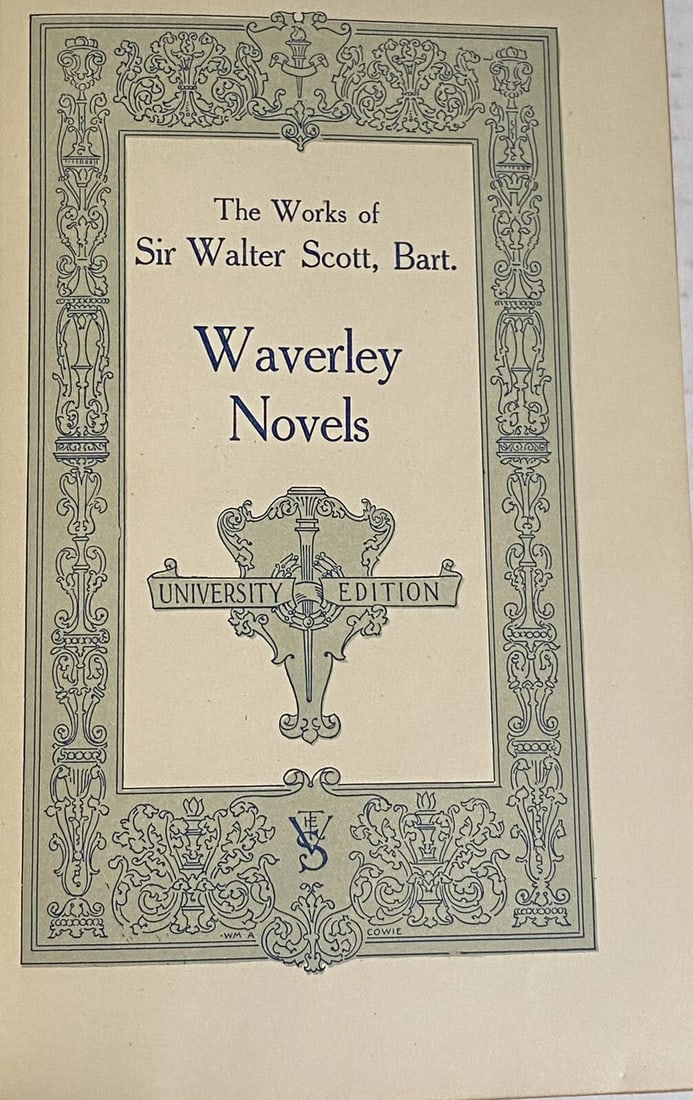 The Works of
Sir Walter Scott, Bart.
Waverley
Novels
UNIVERSITY EDITION
WM A COWIE